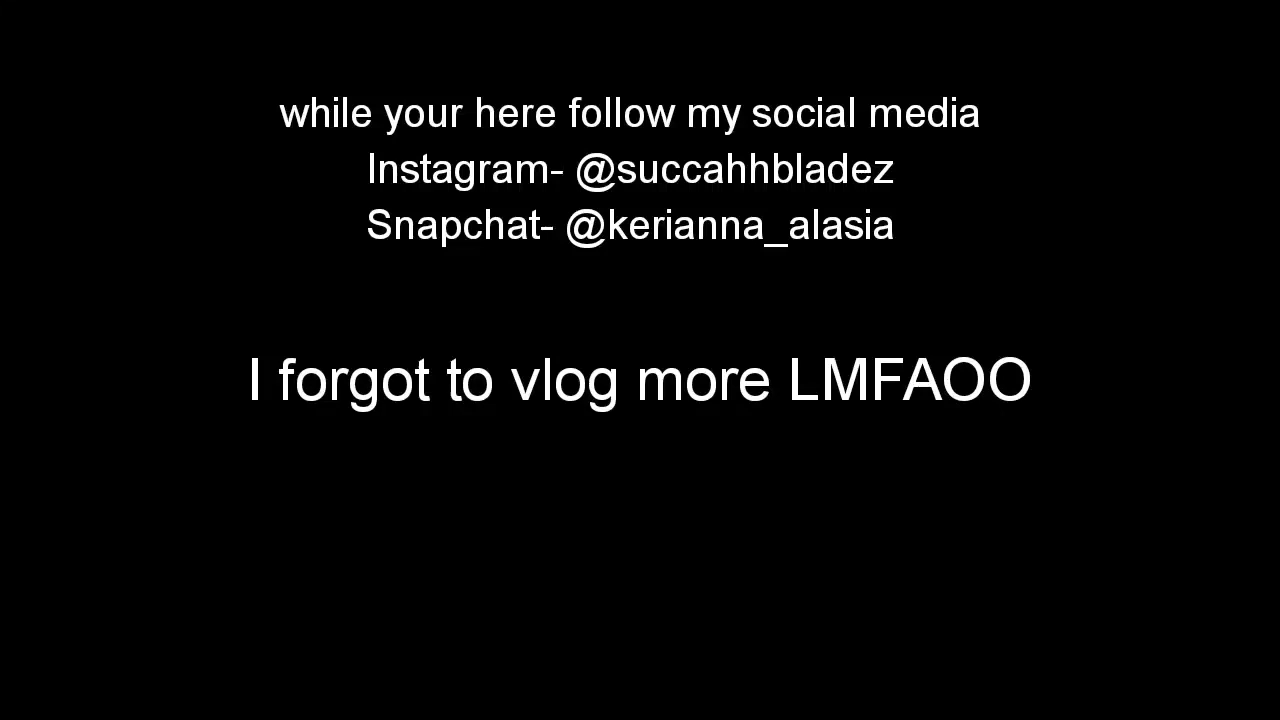 while your here follow my social media
Instagram- @succahhbladez
Snapchat- @kerianna_alasia
I forgot to vlog more LMFAOO